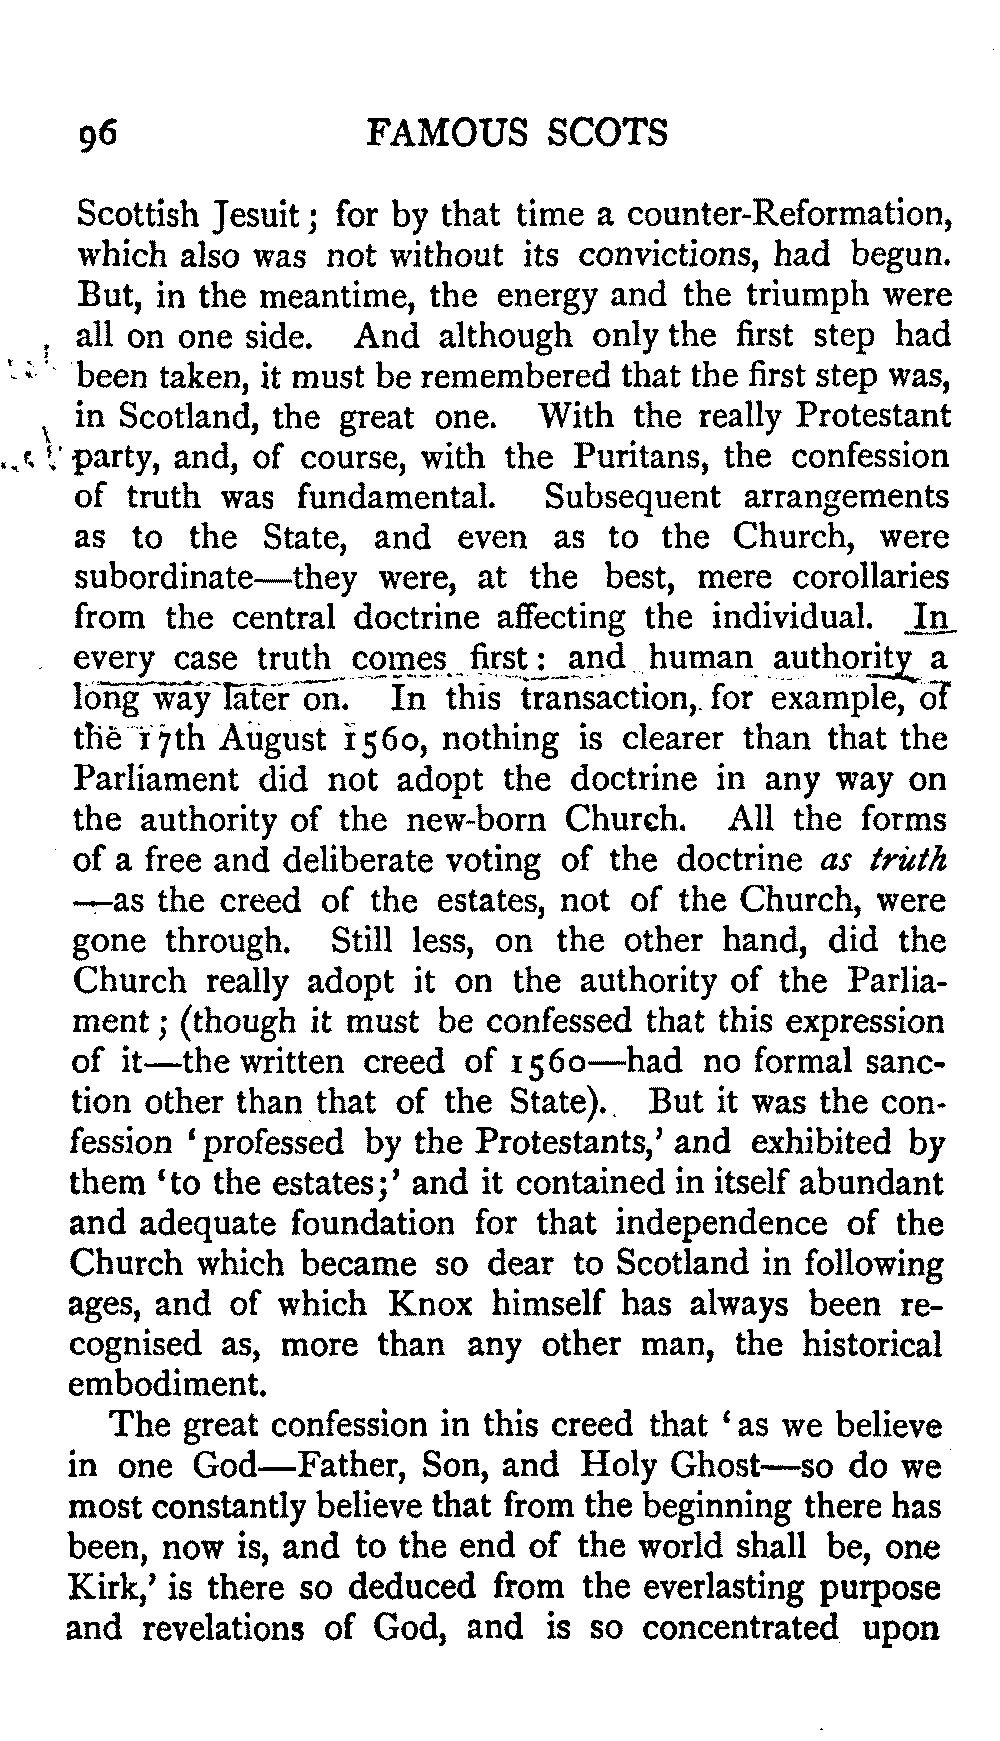 96 FAMOUS SCOTS
Scottish Jesuit; for by that time a counter-Reformation,
which also was not without its convictions, had begun.
But, in the meantime, the energy and the triumph were
all on one side. And although only the first step had
been taken, it must be remembered that the first step was,
in Scotland, the great one. With the really Protestant
party, and, of course, with the Puritans, the confession
of truth was fundamental. Subsequent arrangements
as to the State, and even as to the Church, were
subordinate—they were, at the best, mere corollaries
from the central doctrine affecting the individual. In
every case truth comes first: and human authority a
long way later on. In this transaction, for example, of
the 17th August 1560, nothing is clearer than that the
Parliament did not adopt the doctrine in any way on
the authority of the new-born Church. All the forms
of a free and deliberate voting of the doctrine as truth
—as the creed of the estates, not of the Church, were
gone through. Still less, on the other hand, did the
Church really adopt it on the authority of the Parlia-
ment; (though it must be confessed that this expression
of it—the written creed of 1560—had no formal sanc-
tion other than that of the State). But it was the con-
fession ‘professed by the Protestants,’ and exhibited by
them ‘to the estates;’ and it contained in itself abundant
and adequate foundation for that independence of the
Church which became so dear to Scotland in following
ages, and of which Knox himself has always been re-
cognised as, more than any other man, the historical
embodiment.
The great confession in this creed that ‘as we believe
in one God—Father, Son, and Holy Ghost—so do we
most constantly believe that from the beginning there has
been, now is, and to the end of the world shall be, one
Kirk,’ is there so deduced from the everlasting purpose
and revelations of God, and is so concentrated upon